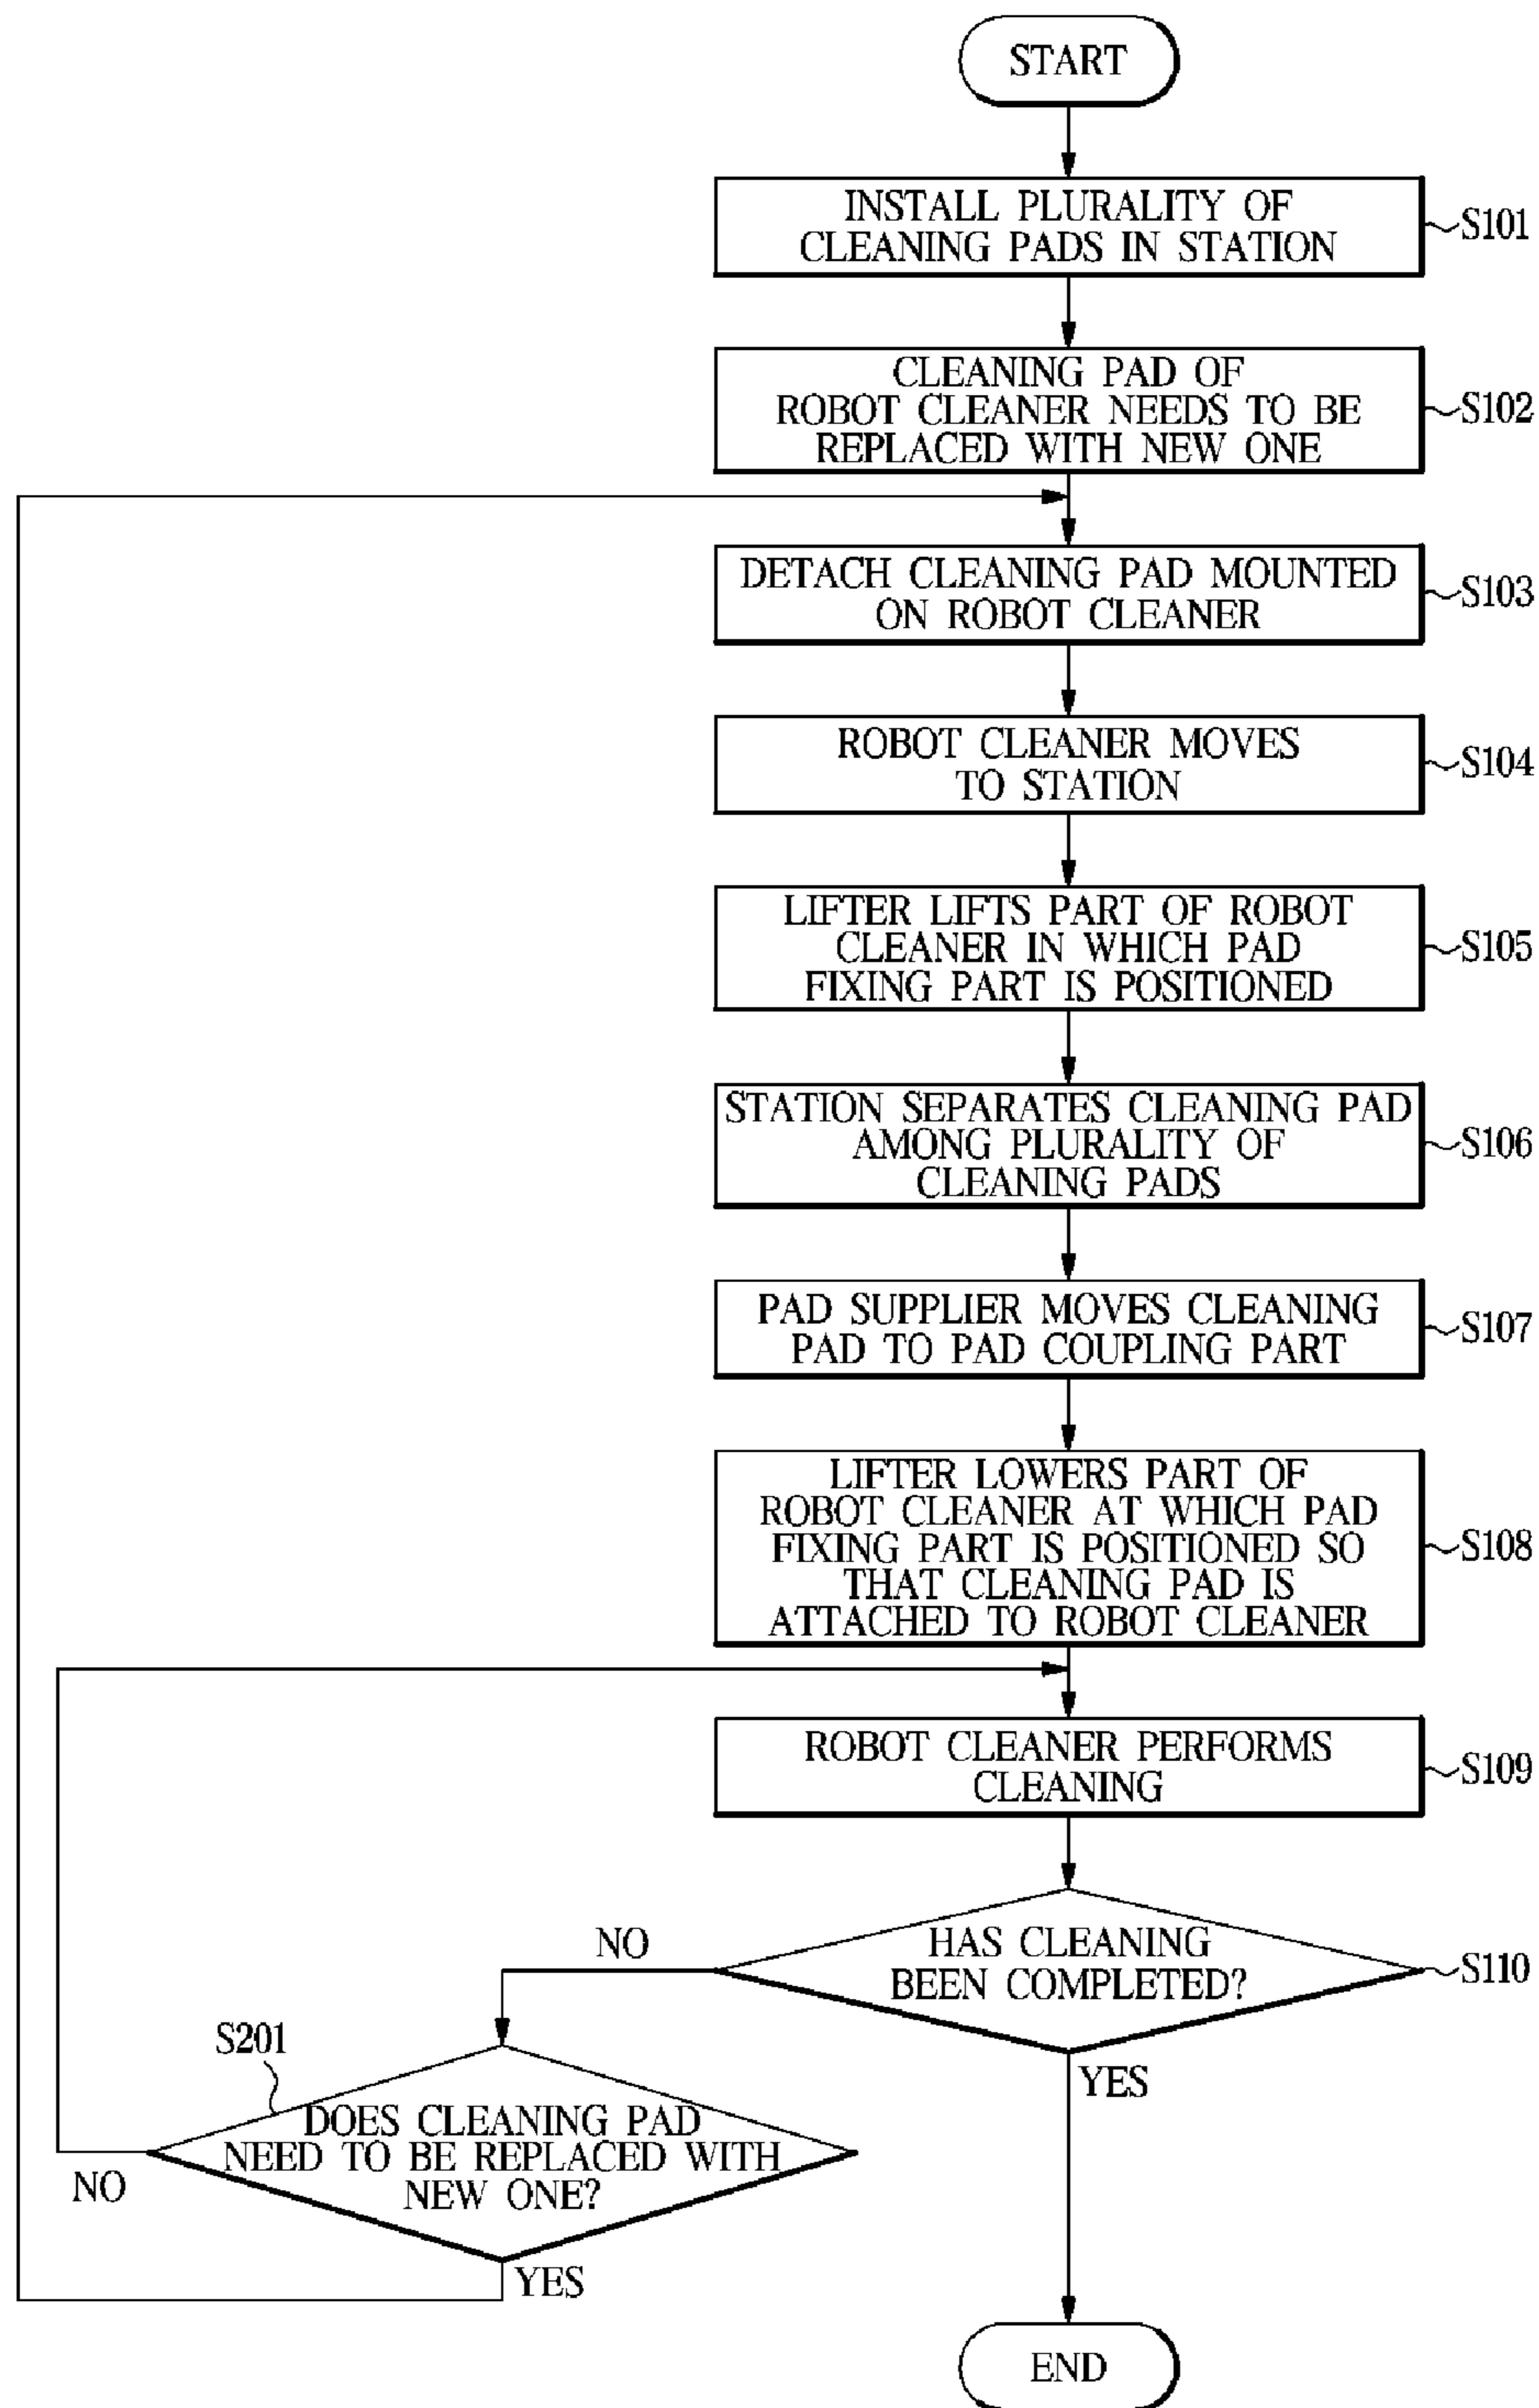 START
INSTALL PLURALITY OF
CLEANING PADS IN STATION
S101
CLEANING PAD OF
ROBOT CLEANER NEEDS TO BE
REPLACED WITH NEW ONE
S102
DETACH CLEANING PAD MOUNTED
ON ROBOT CLEANER
S103
ROBOT CLEANER MOVES
TO STATION
S104
LIFTER LIFTS PART OF ROBOT
CLEANER IN WHICH PAD
FIXING PART IS POSITIONED
S105
STATION SEPARATES CLEANING PAD
AMONG PLURALITY OF
CLEANING PADS
S106
PAD SUPPLIER MOVES CLEANING
PAD TO PAD COUPLING PART
S107
LIFTER LOWERS PART OF
ROBOT CLEANER AT WHICH PAD
FIXING PART IS POSITIONED SO
THAT CLEANING PAD IS
ATTACHED TO ROBOT CLEANER
S108
ROBOT CLEANER PERFORMS
CLEANING
S109
HAS CLEANING
BEEN COMPLETED?
S110
NO
YES
S201
DOES CLEANING PAD
NEED TO BE REPLACED WITH
NEW ONE?
NO
YES
END